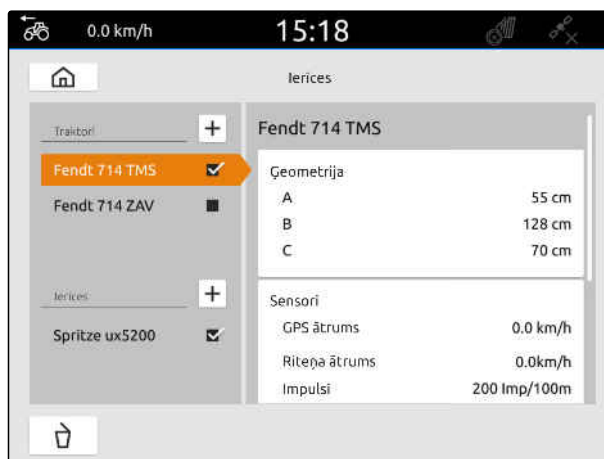 0.0 km/h 15:18
Ierīces
Traktori +
Fendt 714 TMS
Fendt 714 ZAV
Ierīces +
Spritze ux5200
Fendt 714 TMS
Ģeometrija
A 55 cm
B 128 cm
C 70 cm
Sensori
GPS ātrums 0.0 km/h
Riteņa ātrums 0.0km/h
Impulsi 200 Imp/100m